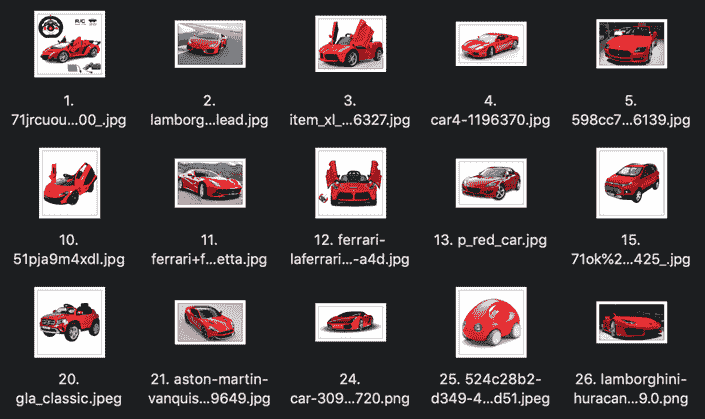 R/C
1.
71jrcuou...00_.jpg
2.
lamborg...lead.jpg
3.
item_xl_...6327.jpg
4.
car4-1196370.jpg
5.
598cc7...6139.jpg
10.
51pja9m4xdl.jpg
11.
ferrari+f...etta.jpg
12. ferrari-
laferrari...-a4d.jpg
13. p_red_car.jpg
15.
71ok%2...425_.jpg
20.
gla_classic.jpeg
21. aston-martin-
vanquis...9649.jpg
24.
car-309...720.png
25. 524c28b2-
d349-4...d51.jpeg
26. lamborghini-
huracan...9.0.png